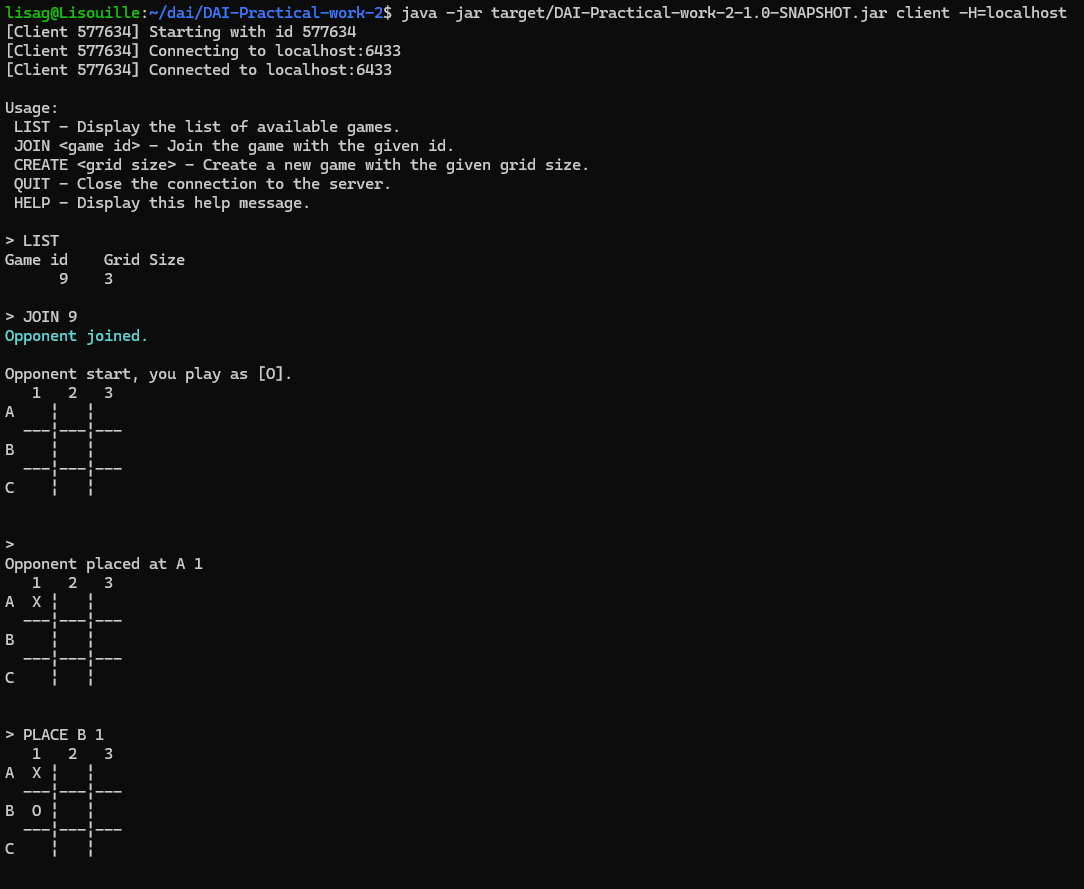 lisag@Lisouille:~/dai/DAI-Practical-work-2$ java -jar target/DAI-Practical-work-2-1.0-SNAPSHOT.jar client -H=localhost
[Client 577634] Starting with id 577634
[Client 577634] Connecting to localhost:6433
[Client 577634] Connected to localhost:6433

Usage:
 LIST - Display the list of available games.
 JOIN <game id> - Join the game with the given id.
 CREATE <grid size> - Create a new game with the given grid size.
 QUIT - Close the connection to the server.
 HELP - Display this help message.

> LIST
Game id    Grid Size
      9    3

> JOIN 9
Opponent joined.

Opponent start, you play as [O].
   1   2   3
A    ¦   ¦
  ---¦---¦---
B    ¦   ¦
  ---¦---¦---
C    ¦   ¦


>
Opponent placed at A 1
   1   2   3
A  X ¦   ¦
  ---¦---¦---
B    ¦   ¦
  ---¦---¦---
C    ¦   ¦


> PLACE B 1
   1   2   3
A  X ¦   ¦
  ---¦---¦---
B  O ¦   ¦
  ---¦---¦---
C    ¦   ¦